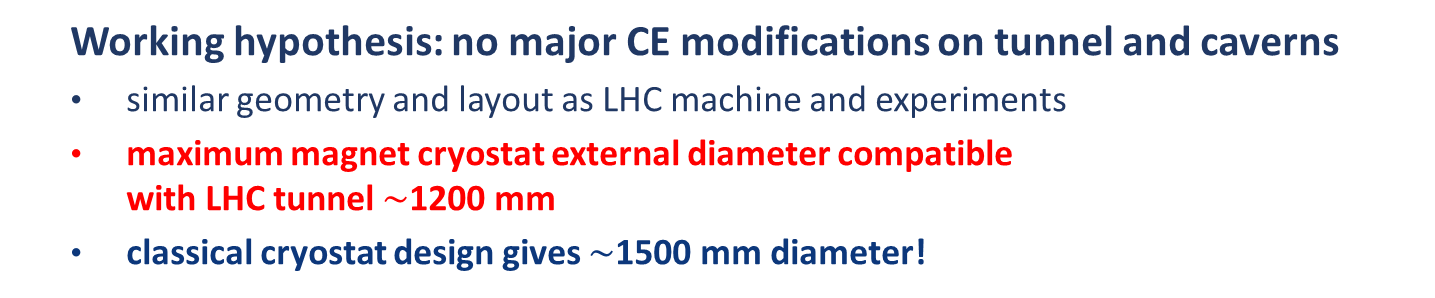 Working hypothesis: no major CE modifications on tunnel and caverns
• similar geometry and layout as LHC machine and experiments
• maximum magnet cryostat external diameter compatible
with LHC tunnel ~1200 mm
• classical cryostat design gives ~1500 mm diameter!